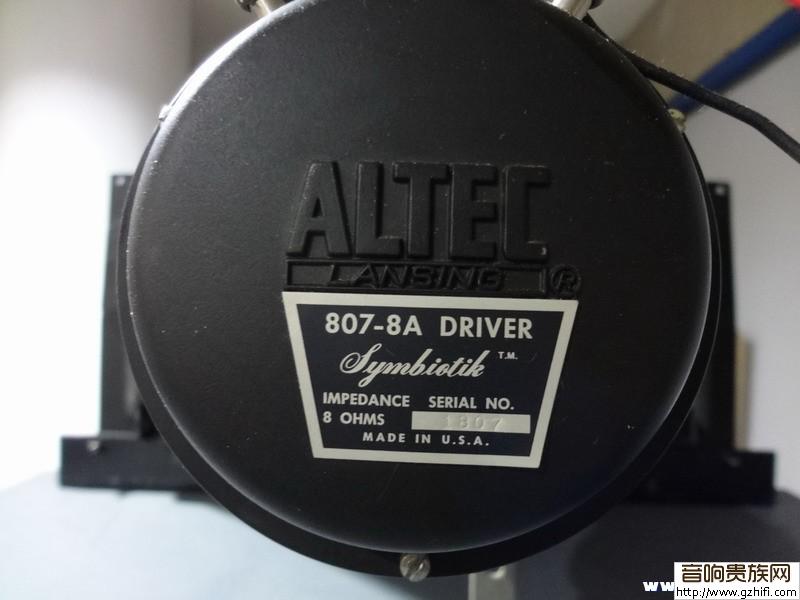 ALTEC
LANSING ®
807-8A DRIVER
Symbiotik T.M.
IMPEDANCE SERIAL NO.
8 OHMS 1807
MADE IN U.S.A.
音响贵族网
http://www.gzhifi.com